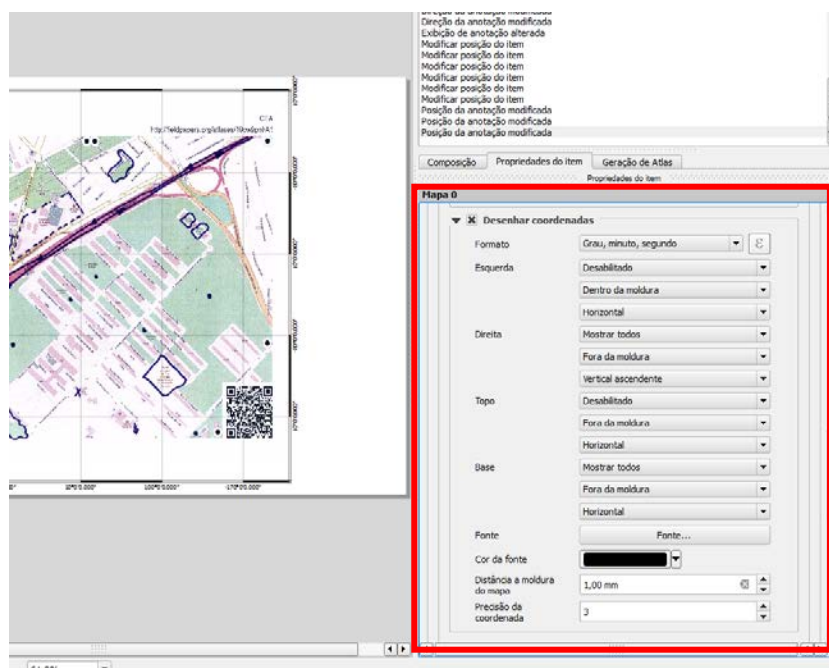 Direção da anotação modificada
Exibição de anotação alterada
Modificar posição do item
Modificar posição do item
Modificar posição do item
Modificar posição do item
Modificar posição do item
Modificar posição do item
Posição da anotação modificada
Posição da anotação modificada
Posição da anotação modificada
Composição Propriedades do item Geração de Atlas
Propriedades do item
Mapa 0
Desenhar coordenadas
Formato Grau, minuto, segundo ε
Esquerda Desabilitado
Dentro da moldura
Horizontal
Direita Mostrar todos
Fora da moldura
Vertical ascendente
Topo Desabilitado
Fora da moldura
Horizontal
Base Mostrar todos
Fora da moldura
Horizontal
Fonte Fonte...
Cor da fonte
Distância a moldura
do mapa 1,00 mm
Precisão da
coordenada 3